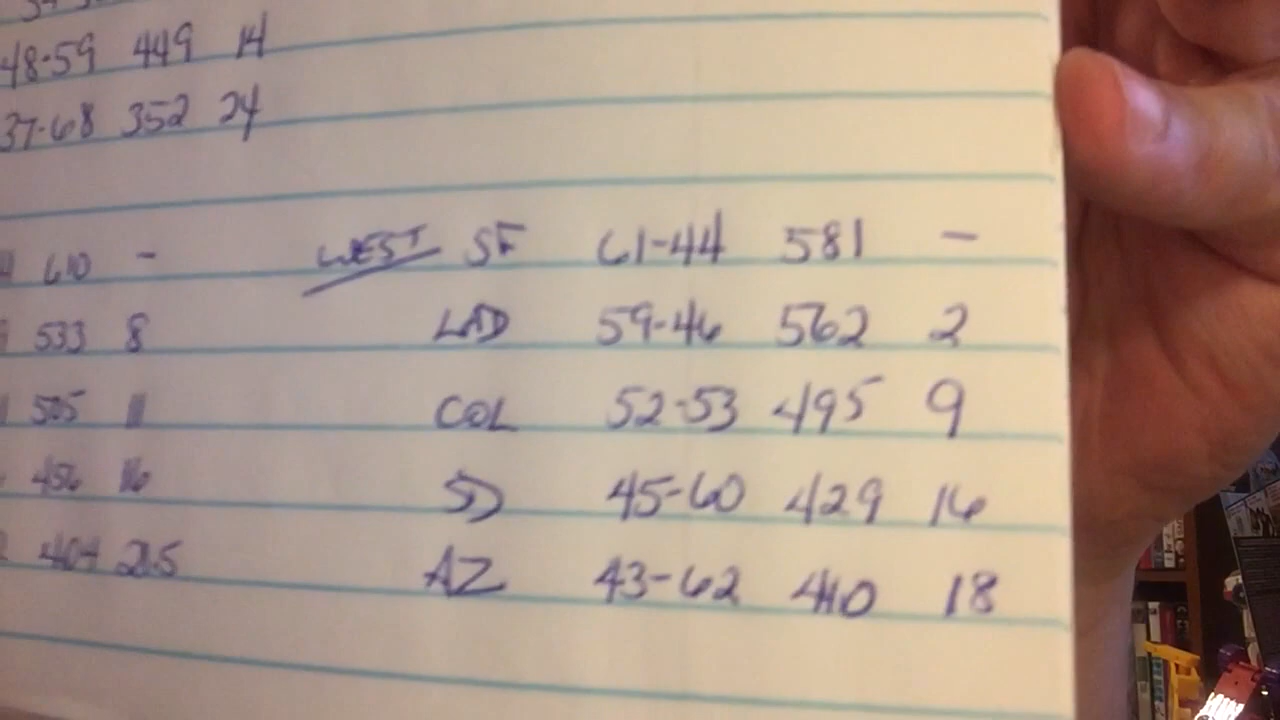 48-59 449 14
37-68 352 24
610 - WEST SF 61-44 581 -
533 8 LAD 59-46 562 2
505 11 COL 52-53 495 9
456 16 SD 45-60 429 16
404 21.5 AZ 43-62 410 18